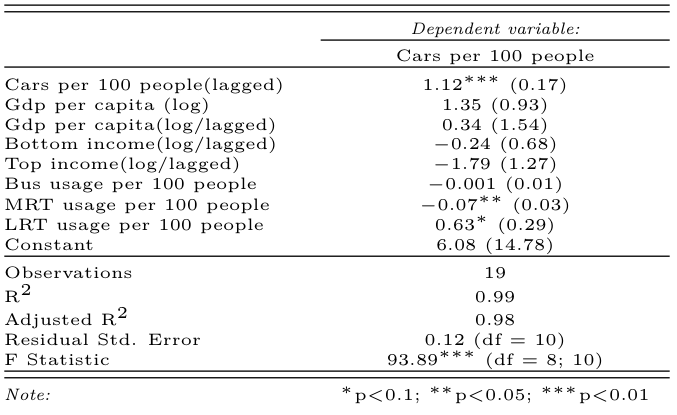 Dependent variable:
Cars per 100 people
Cars per 100 people(lagged) 1.12*** (0.17)
Gdp per capita (log) 1.35 (0.93)
Gdp per capita(log/lagged) 0.34 (1.54)
Bottom income(log/lagged) −0.24 (0.68)
Top income(log/lagged) −1.79 (1.27)
Bus usage per 100 people −0.001 (0.01)
MRT usage per 100 people −0.07** (0.03)
LRT usage per 100 people 0.63* (0.29)
Constant 6.08 (14.78)
Observations 19
R2 0.99
Adjusted R2 0.98
Residual Std. Error 0.12 (df = 10)
F Statistic 93.89*** (df = 8; 10)
Note: *p<0.1; **p<0.05; ***p<0.01